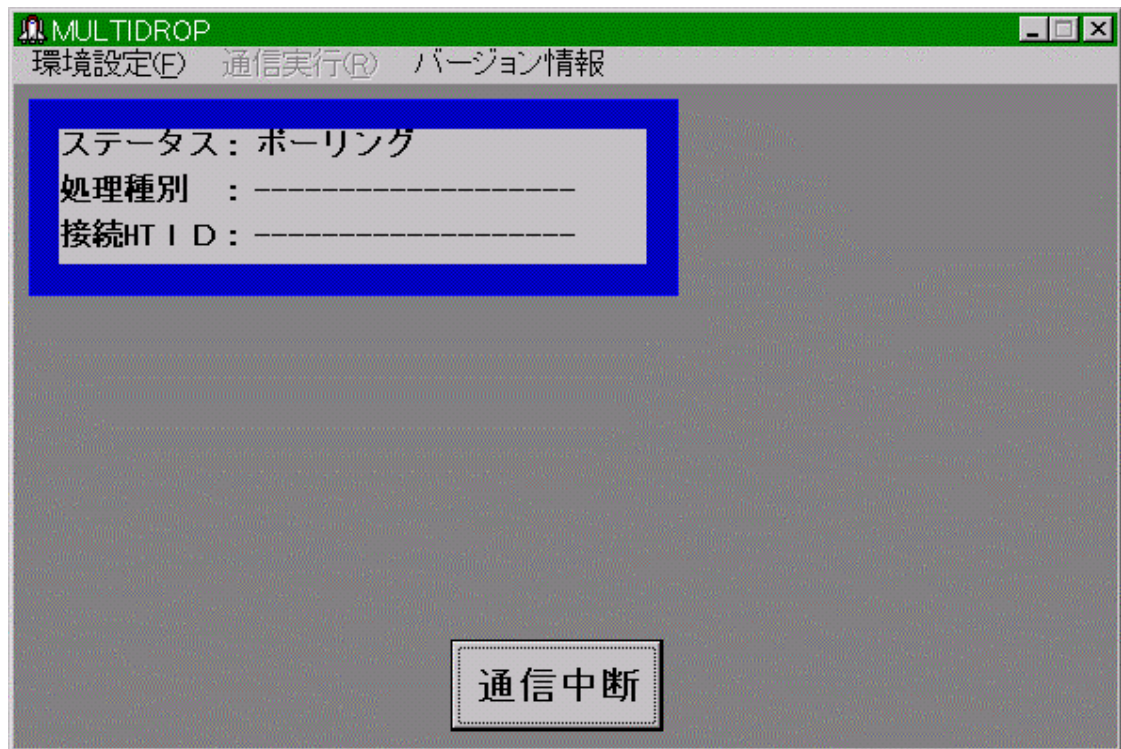 MULTIDROP
環境設定(F) 通信実行(R) バージョン情報
ステータス：ポーリング
処理種別　：-------------------
接続HTＩＤ：-------------------
通信中断